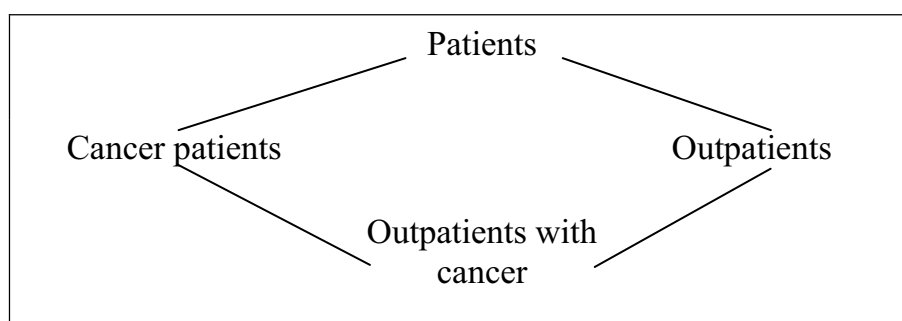 Patients
Cancer patients
Outpatients
Outpatients with
cancer